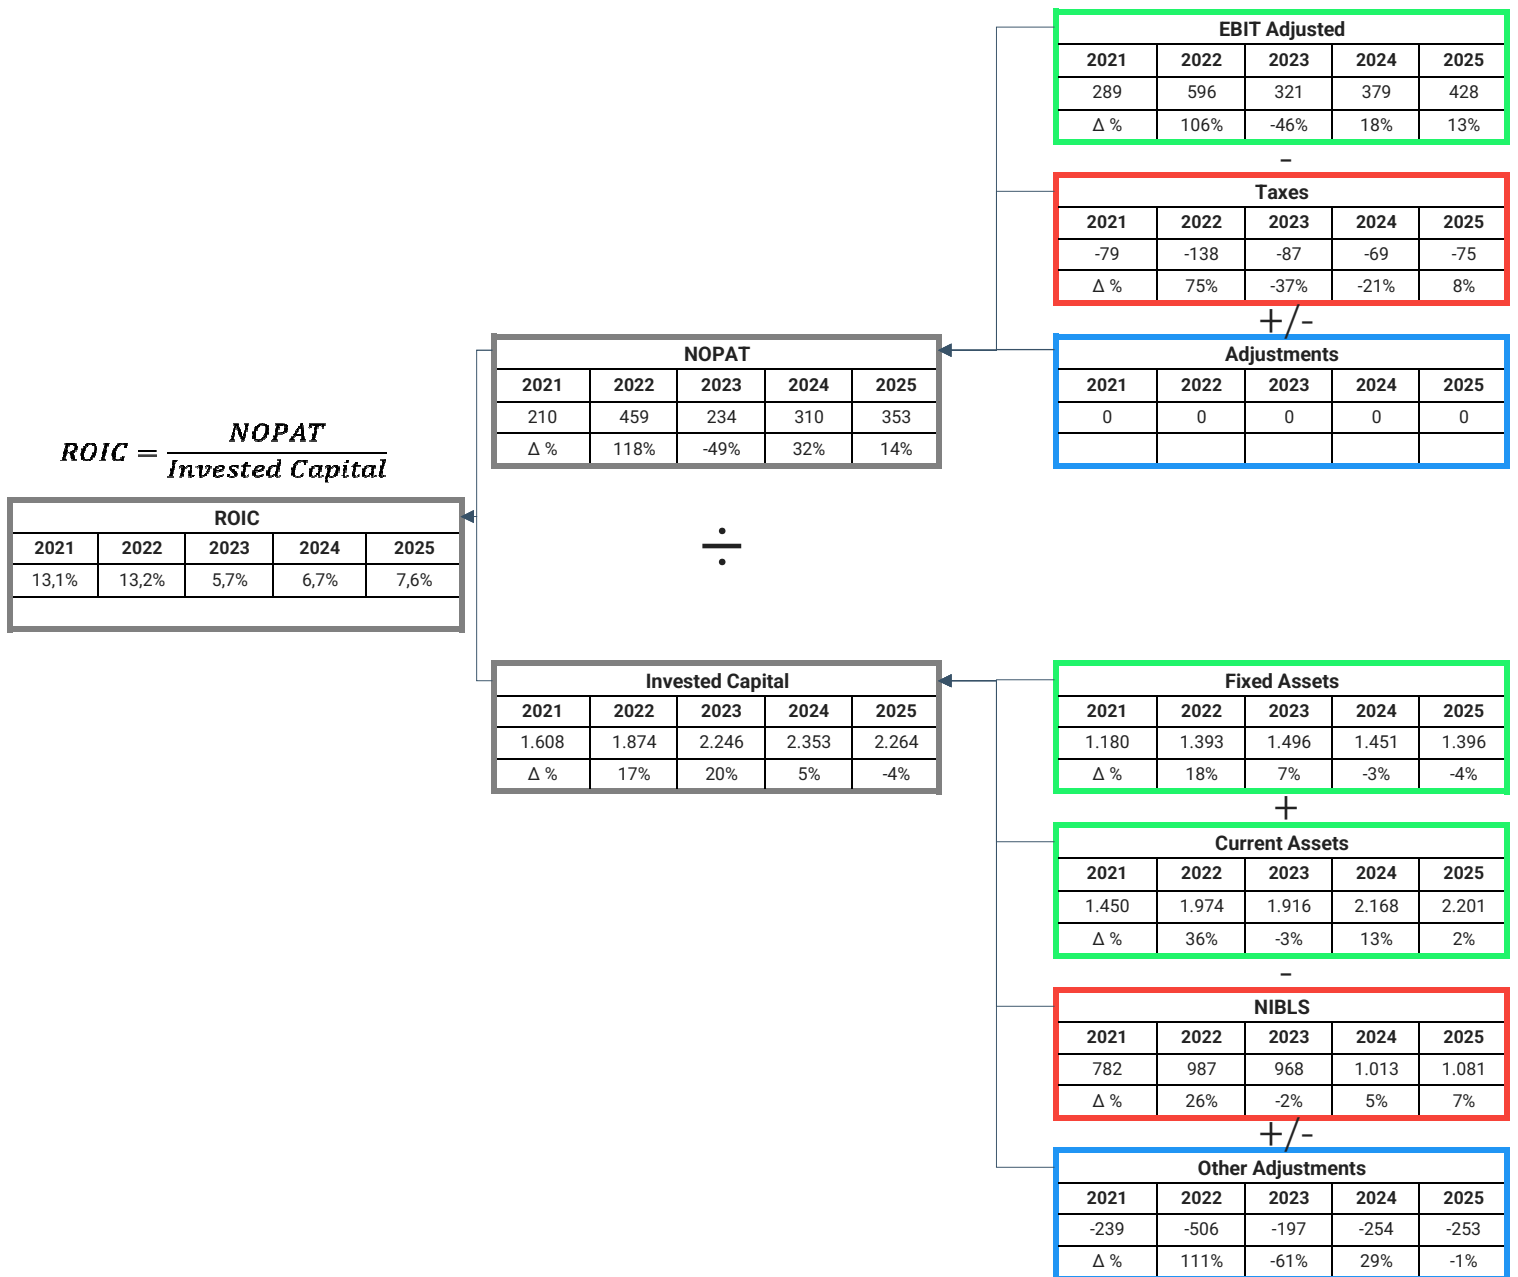 EBIT Adjusted
2021 2022 2023 2024 2025
289 596 321 379 428
Δ % 106% -46% 18% 13%
-
Taxes
2021 2022 2023 2024 2025
-79 -138 -87 -69 -75
Δ % 75% -37% -21% 8%
+/-
Adjustments
2021 2022 2023 2024 2025
0 0 0 0 0
NOPAT
2021 2022 2023 2024 2025
210 459 234 310 353
Δ % 118% -49% 32% 14%
ROIC = NOPAT
Invested Capital
ROIC
2021 2022 2023 2024 2025
13,1% 13,2% 5,7% 6,7% 7,6%
÷
Invested Capital
2021 2022 2023 2024 2025
1.608 1.874 2.246 2.353 2.264
Δ % 17% 20% 5% -4%
Fixed Assets
2021 2022 2023 2024 2025
1.180 1.393 1.496 1.451 1.396
Δ % 18% 7% -3% -4%
+
Current Assets
2021 2022 2023 2024 2025
1.450 1.974 1.916 2.168 2.201
Δ % 36% -3% 13% 2%
-
NIBLS
2021 2022 2023 2024 2025
782 987 968 1.013 1.081
Δ % 26% -2% 5% 7%
+/-
Other Adjustments
2021 2022 2023 2024 2025
-239 -506 -197 -254 -253
Δ % 111% -61% 29% -1%